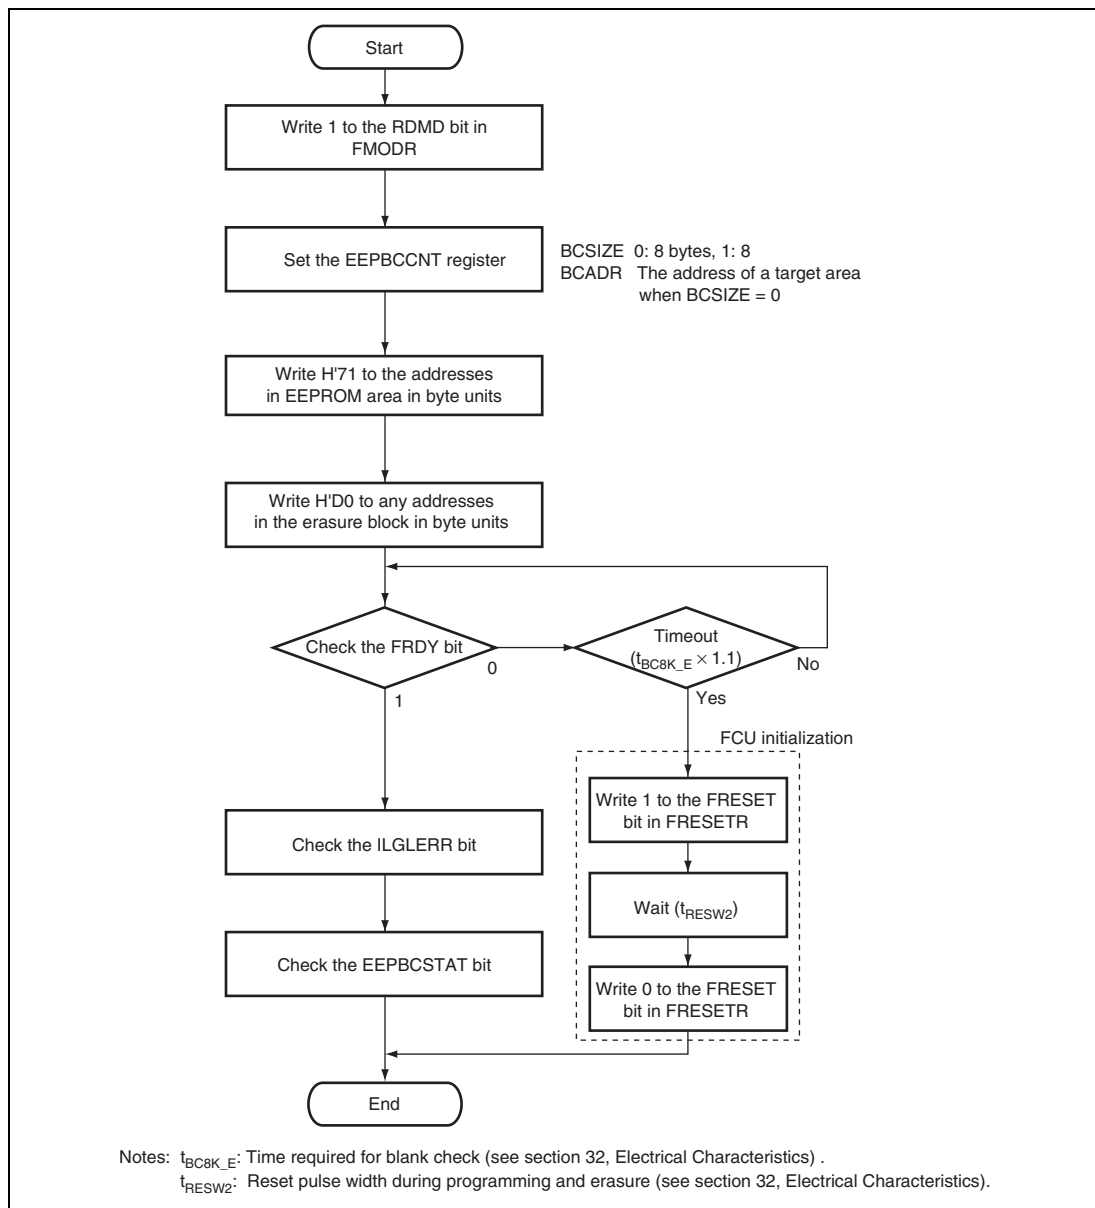 Start
Write 1 to the RDMD bit in
FMODR
Set the EEPBCCNT register
BCSIZE 0: 8 bytes, 1: 8
BCADR The address of a target area
when BCSIZE = 0
Write H'71 to the addresses
in EEPROM area in byte units
Write H'D0 to any addresses
in the erasure block in byte units
Check the FRDY bit
0
1
Timeout
(tBC8K_E × 1.1)
No
Yes
FCU initialization
Write 1 to the FRESET
bit in FRESETR
Wait (tRESW2)
Write 0 to the FRESET
bit in FRESETR
Check the ILGLERR bit
Check the EEPBCSTAT bit
End
Notes: tBC8K_E: Time required for blank check (see section 32, Electrical Characteristics) .
tRESW2: Reset pulse width during programming and erasure (see section 32, Electrical Characteristics).